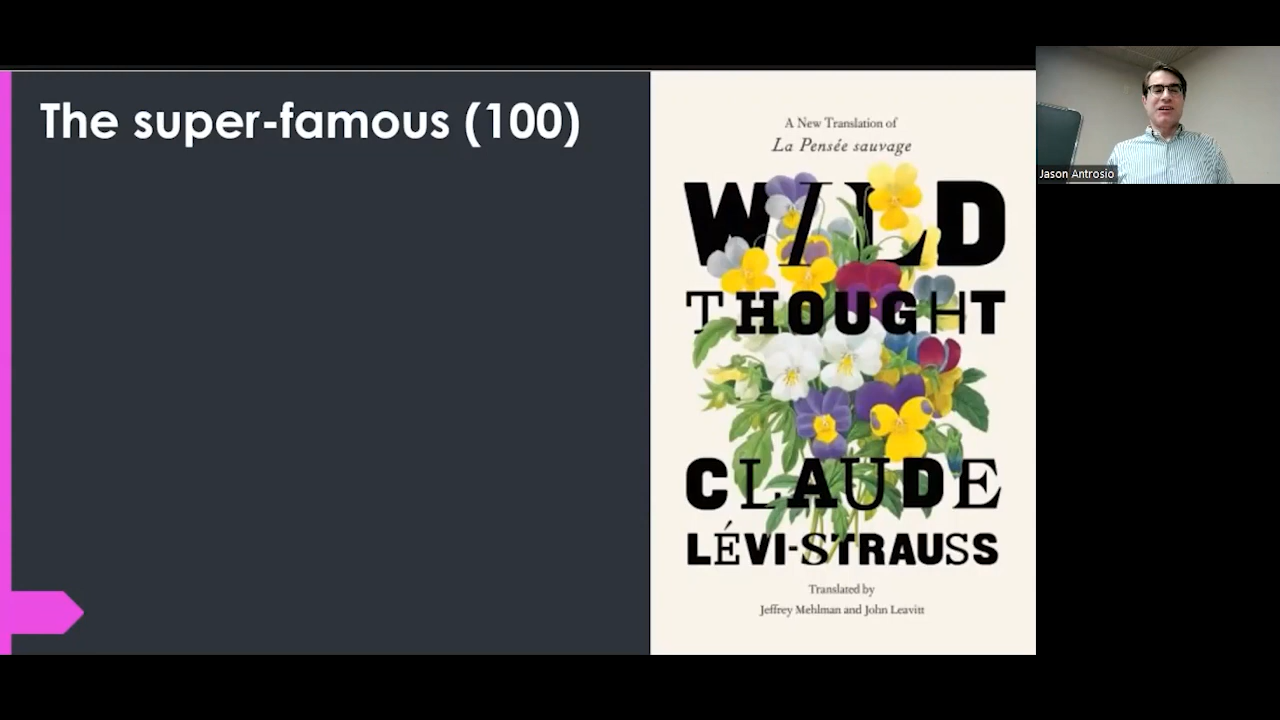 The super-famous (100)
A New Translation of
La Pensée sauvage
WILD
THOUGHT
CLAUDE
LÉVI-STRAUSS
Translated by
Jeffrey Mehlman and John Leavitt
Jason Antrosio